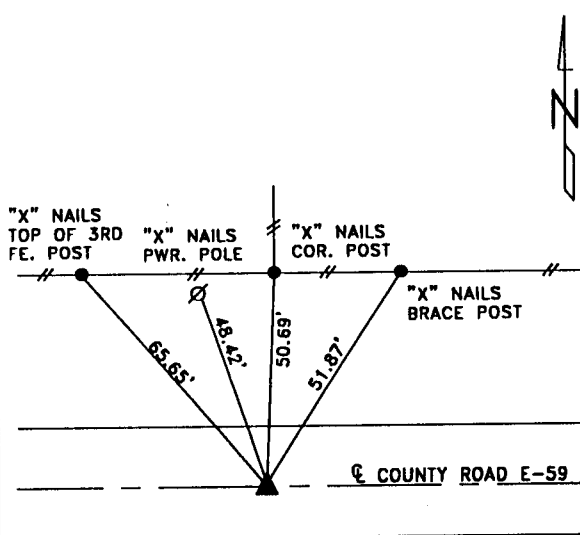 N
"X" NAILS
TOP OF 3RD
FE. POST
"X" NAILS
PWR. POLE
"X" NAILS
COR. POST
"X" NAILS
BRACE POST
65.65'
48.42'
50.69'
51.87'
℄ COUNTY ROAD E-59